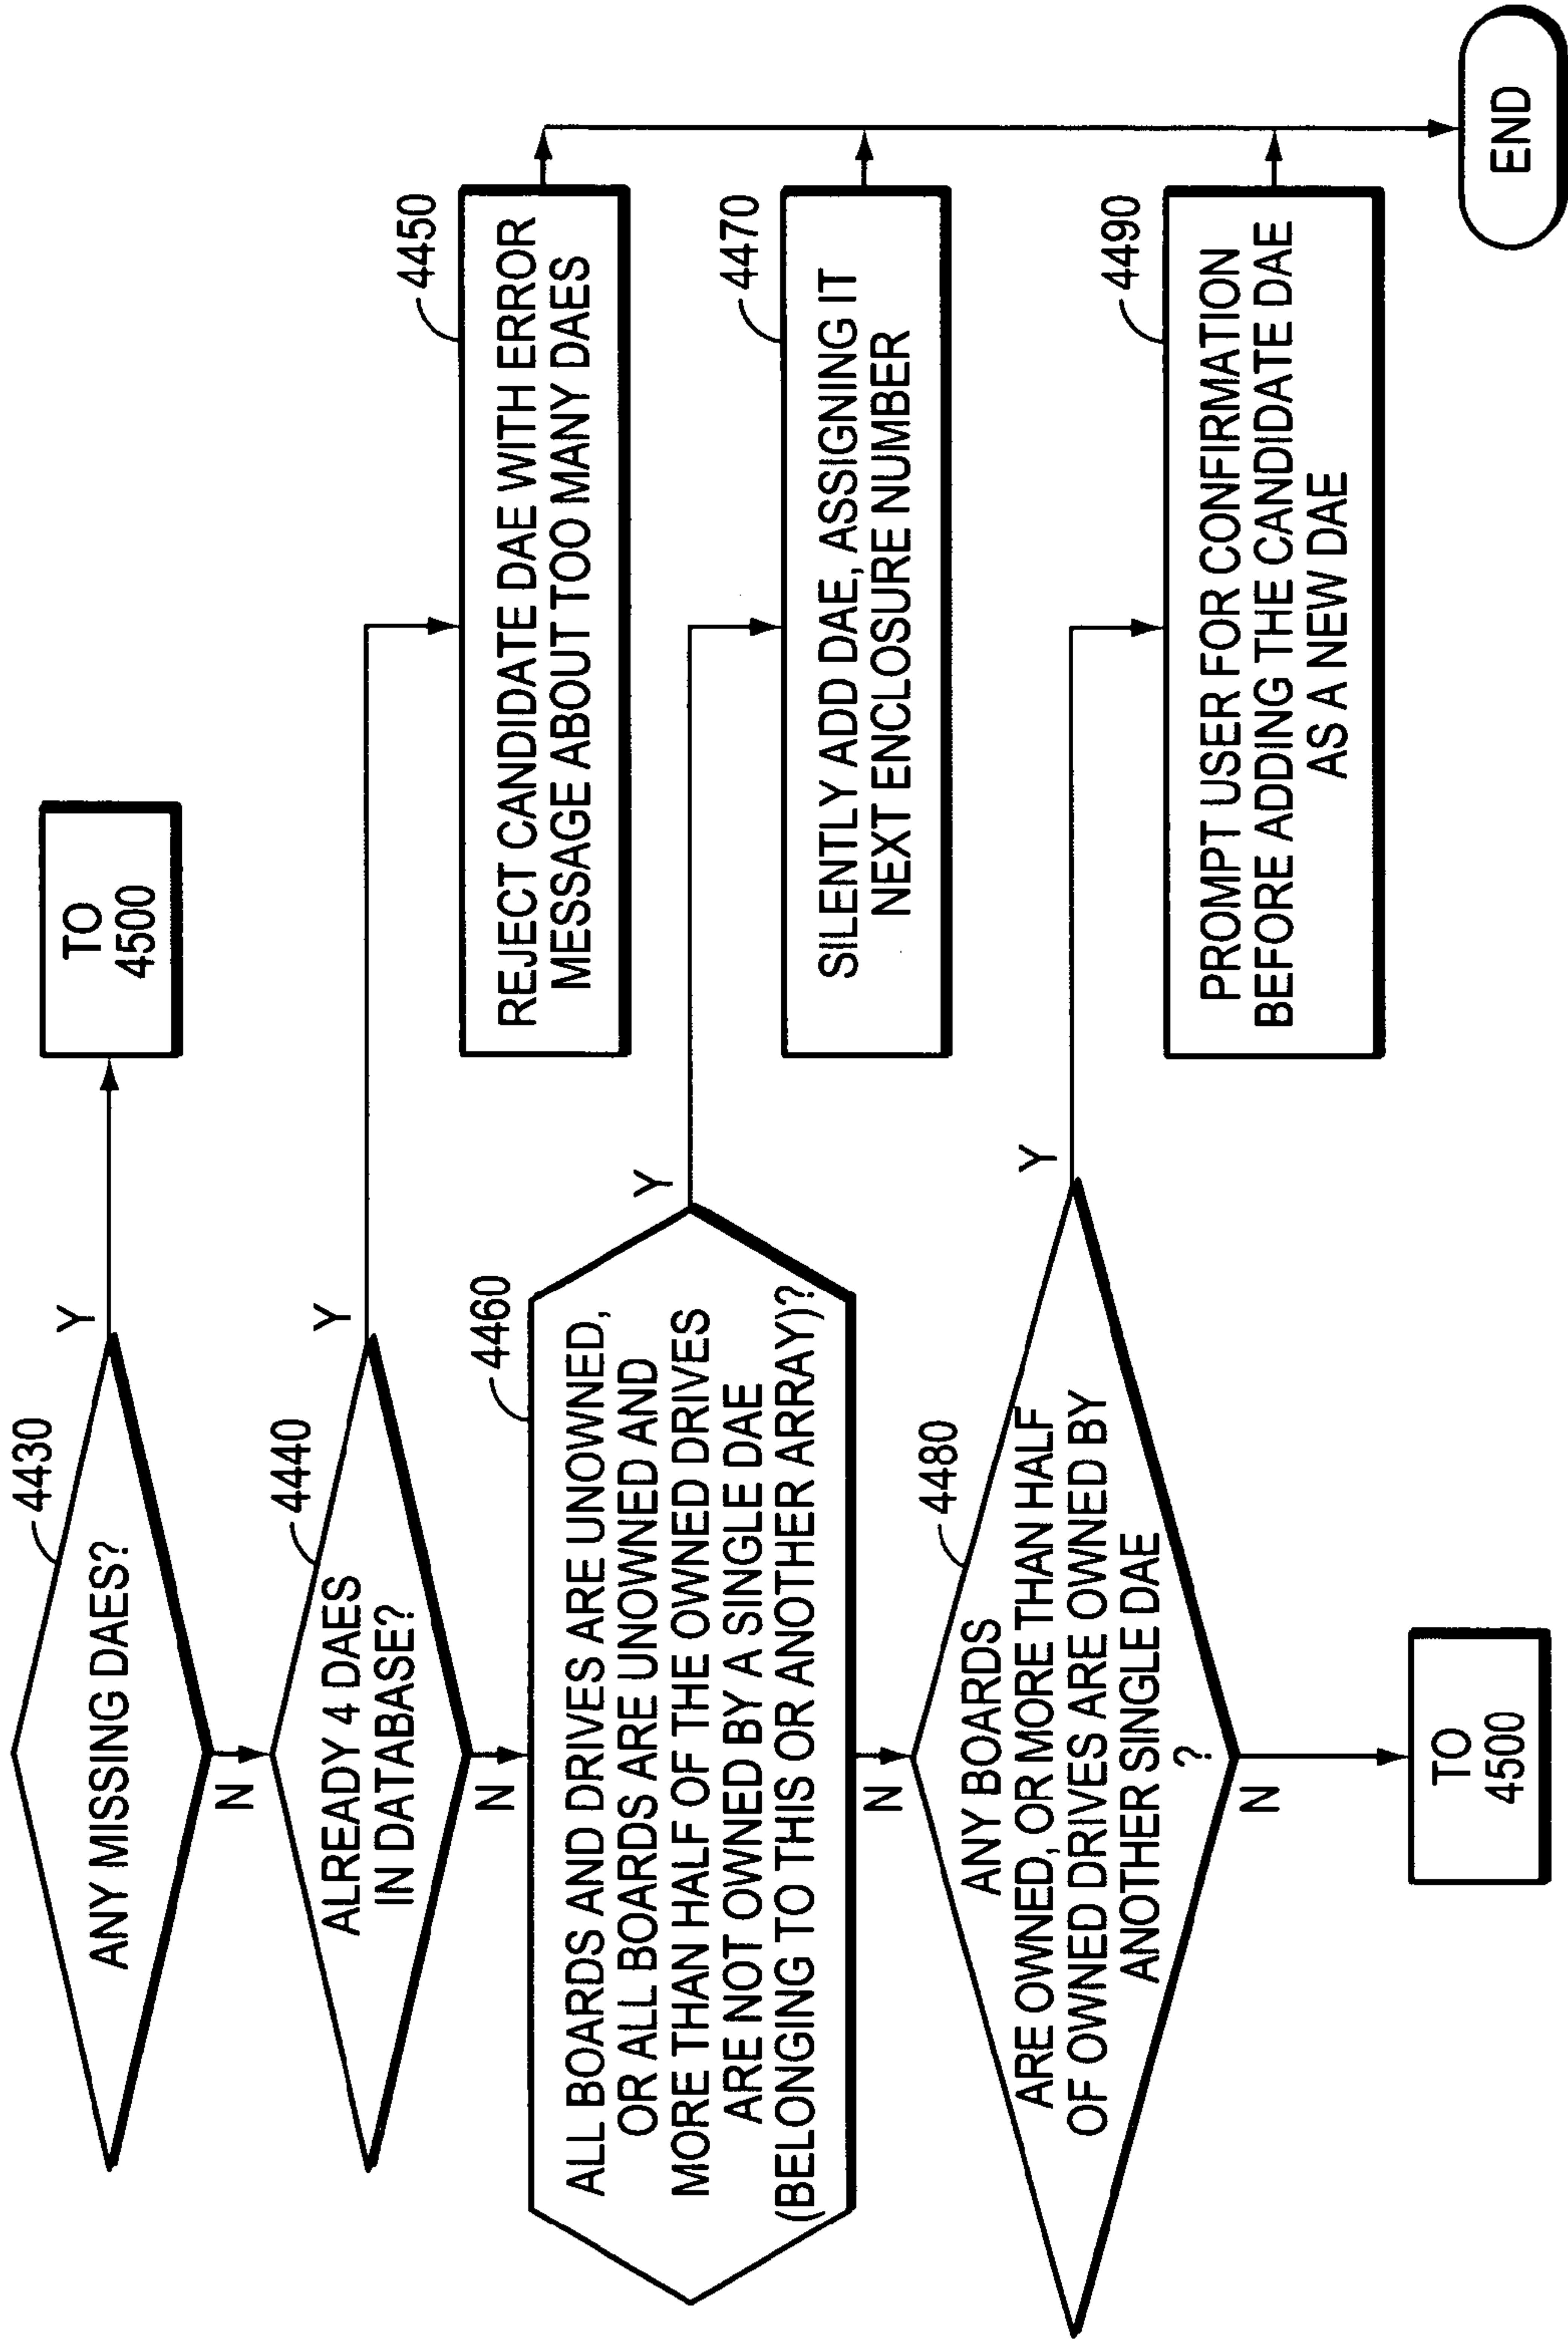 4430
ANY MISSING DAES?
Y
TO
4500
N
4440
ALREADY 4 DAES
IN DATABASE?
Y
4450
REJECT CANDIDATE DAE WITH ERROR
MESSAGE ABOUT TOO MANY DAES
N
4460
ALL BOARDS AND DRIVES ARE UNOWNED,
OR ALL BOARDS ARE UNOWNED AND
MORE THAN HALF OF THE OWNED DRIVES
ARE NOT OWNED BY A SINGLE DAE
(BELONGING TO THIS OR ANOTHER ARRAY)?
Y
4470
SILENTLY ADD DAE, ASSIGNING IT
NEXT ENCLOSURE NUMBER
N
4480
ANY BOARDS
ARE OWNED, OR MORE THAN HALF
OF OWNED DRIVES ARE OWNED BY
ANOTHER SINGLE DAE
?
Y
4490
PROMPT USER FOR CONFIRMATION
BEFORE ADDING THE CANDIDATE DAE
AS A NEW DAE
N
TO
4500
END